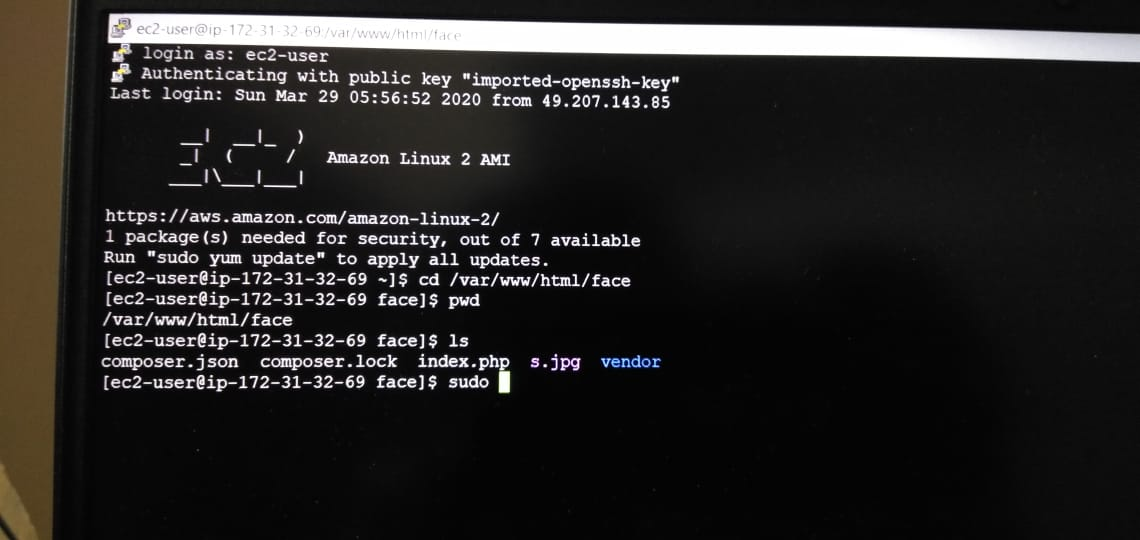 ec2-user@ip-172-31-32-69:/var/www/html/face
login as: ec2-user
Authenticating with public key "imported-openssh-key"
Last login: Sun Mar 29 05:56:52 2020 from 49.207.143.85
__|  __|_  )
_|  (     /   Amazon Linux 2 AMI
___|\___|___|
https://aws.amazon.com/amazon-linux-2/
1 package(s) needed for security, out of 7 available
Run "sudo yum update" to apply all updates.
[ec2-user@ip-172-31-32-69 ~]$ cd /var/www/html/face
[ec2-user@ip-172-31-32-69 face]$ pwd
/var/www/html/face
[ec2-user@ip-172-31-32-69 face]$ ls
composer.json  composer.lock  index.php  s.jpg  vendor
[ec2-user@ip-172-31-32-69 face]$ sudo